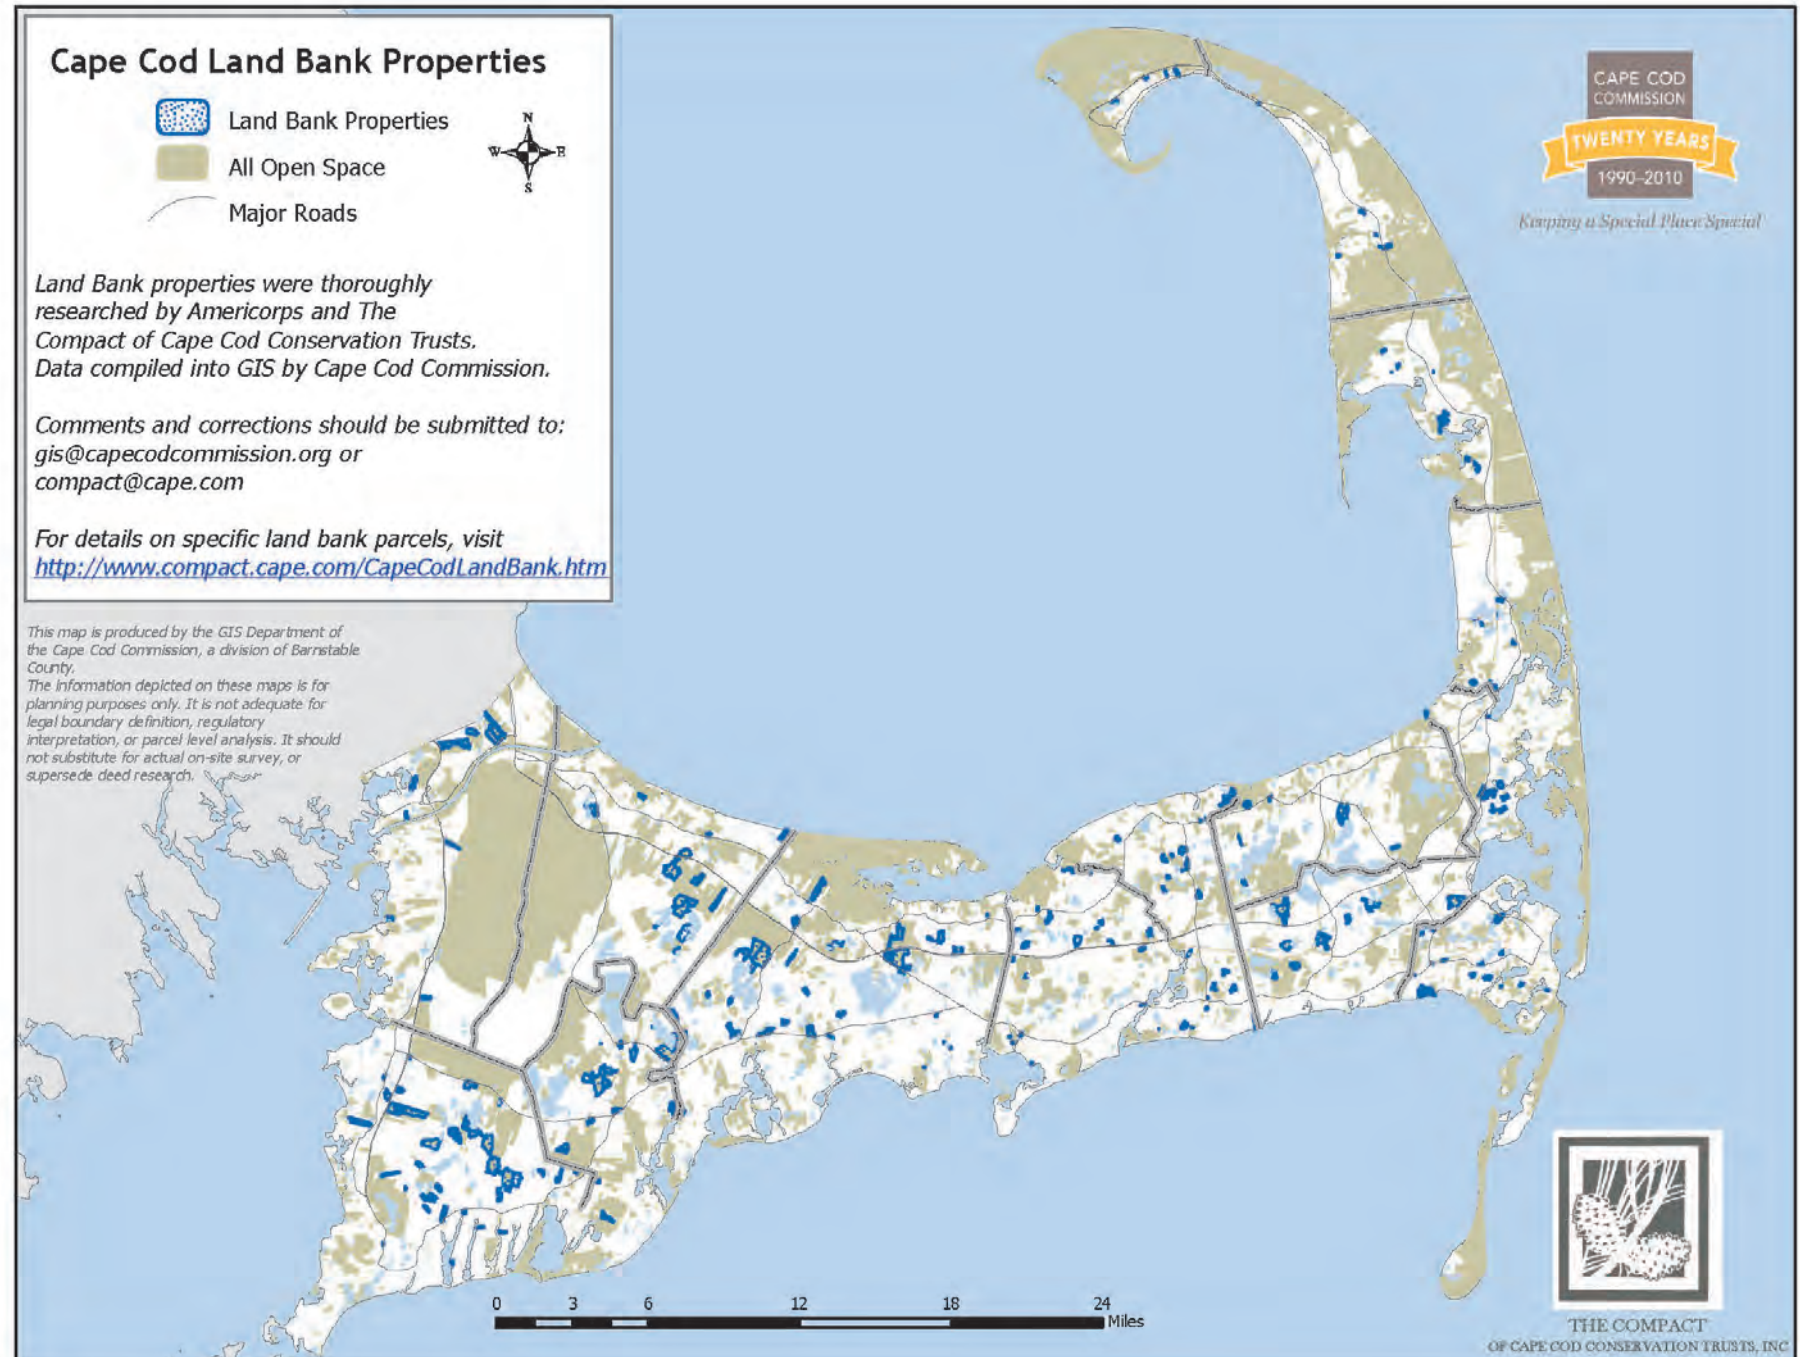 Cape Cod Land Bank Properties
Land Bank Properties
All Open Space
Major Roads
N
W
E
S
Land Bank properties were thoroughly
researched by Americorps and The
Compact of Cape Cod Conservation Trusts.
Data compiled into GIS by Cape Cod Commission.
Comments and corrections should be submitted to:
gis@capecodcommission.org or
compact@cape.com
For details on specific land bank parcels, visit
http://www.compact.cape.com/CapeCodLandBank.htm
This map is produced by the GIS Department of
the Cape Cod Commission, a division of Barnstable
County.
The information depicted on these maps is for
planning purposes only. It is not adequate for
legal boundary definition, regulatory
interpretation, or parcel level analysis. It should
not substitute for actual on-site survey, or
supersede deed research.
CAPE COD
COMMISSION
TWENTY YEARS
1990–2010
Keeping a Special Place Special
0 3 6 12 18 24
Miles
THE COMPACT
OF CAPE COD CONSERVATION TRUSTS, INC